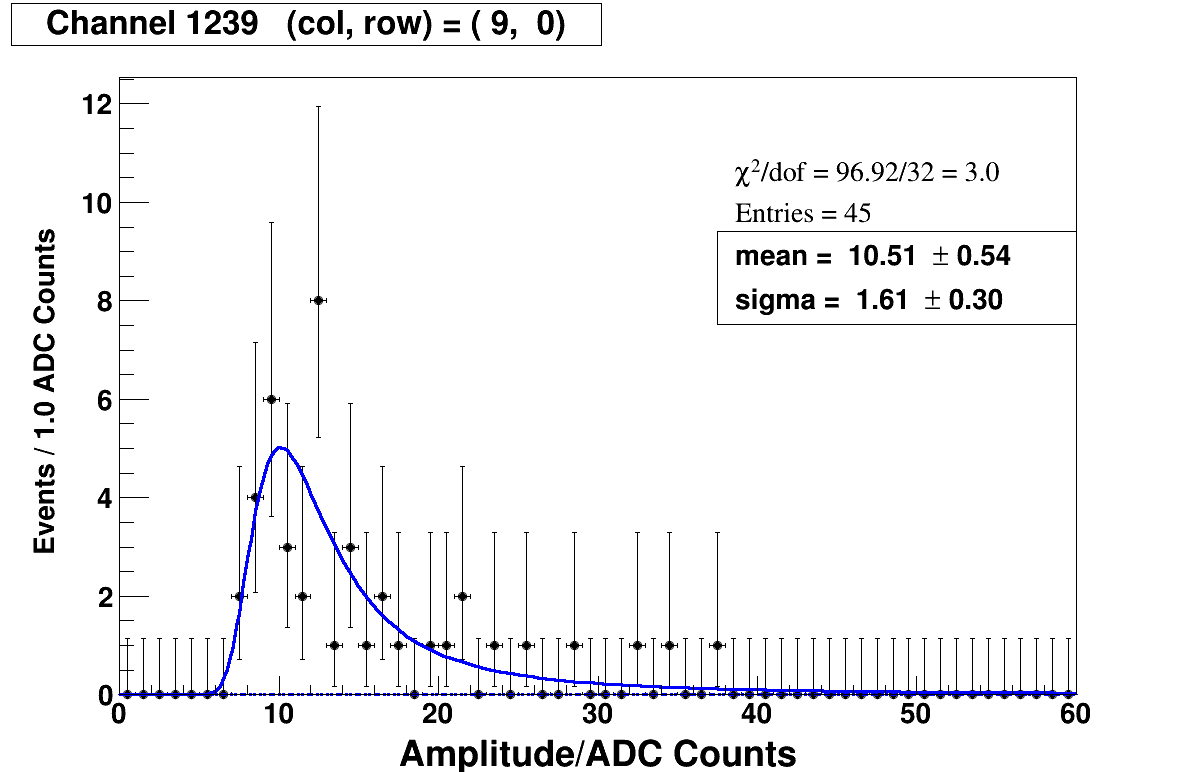 Channel 1239 (col, row) = ( 9, 0)
12
10
8
6
4
2
0
Events / 1.0 ADC Counts
χ²/dof = 96.92/32 = 3.0
Entries = 45
mean = 10.51 ± 0.54
sigma = 1.61 ± 0.30
0 10 20 30 40 50 60
Amplitude/ADC Counts